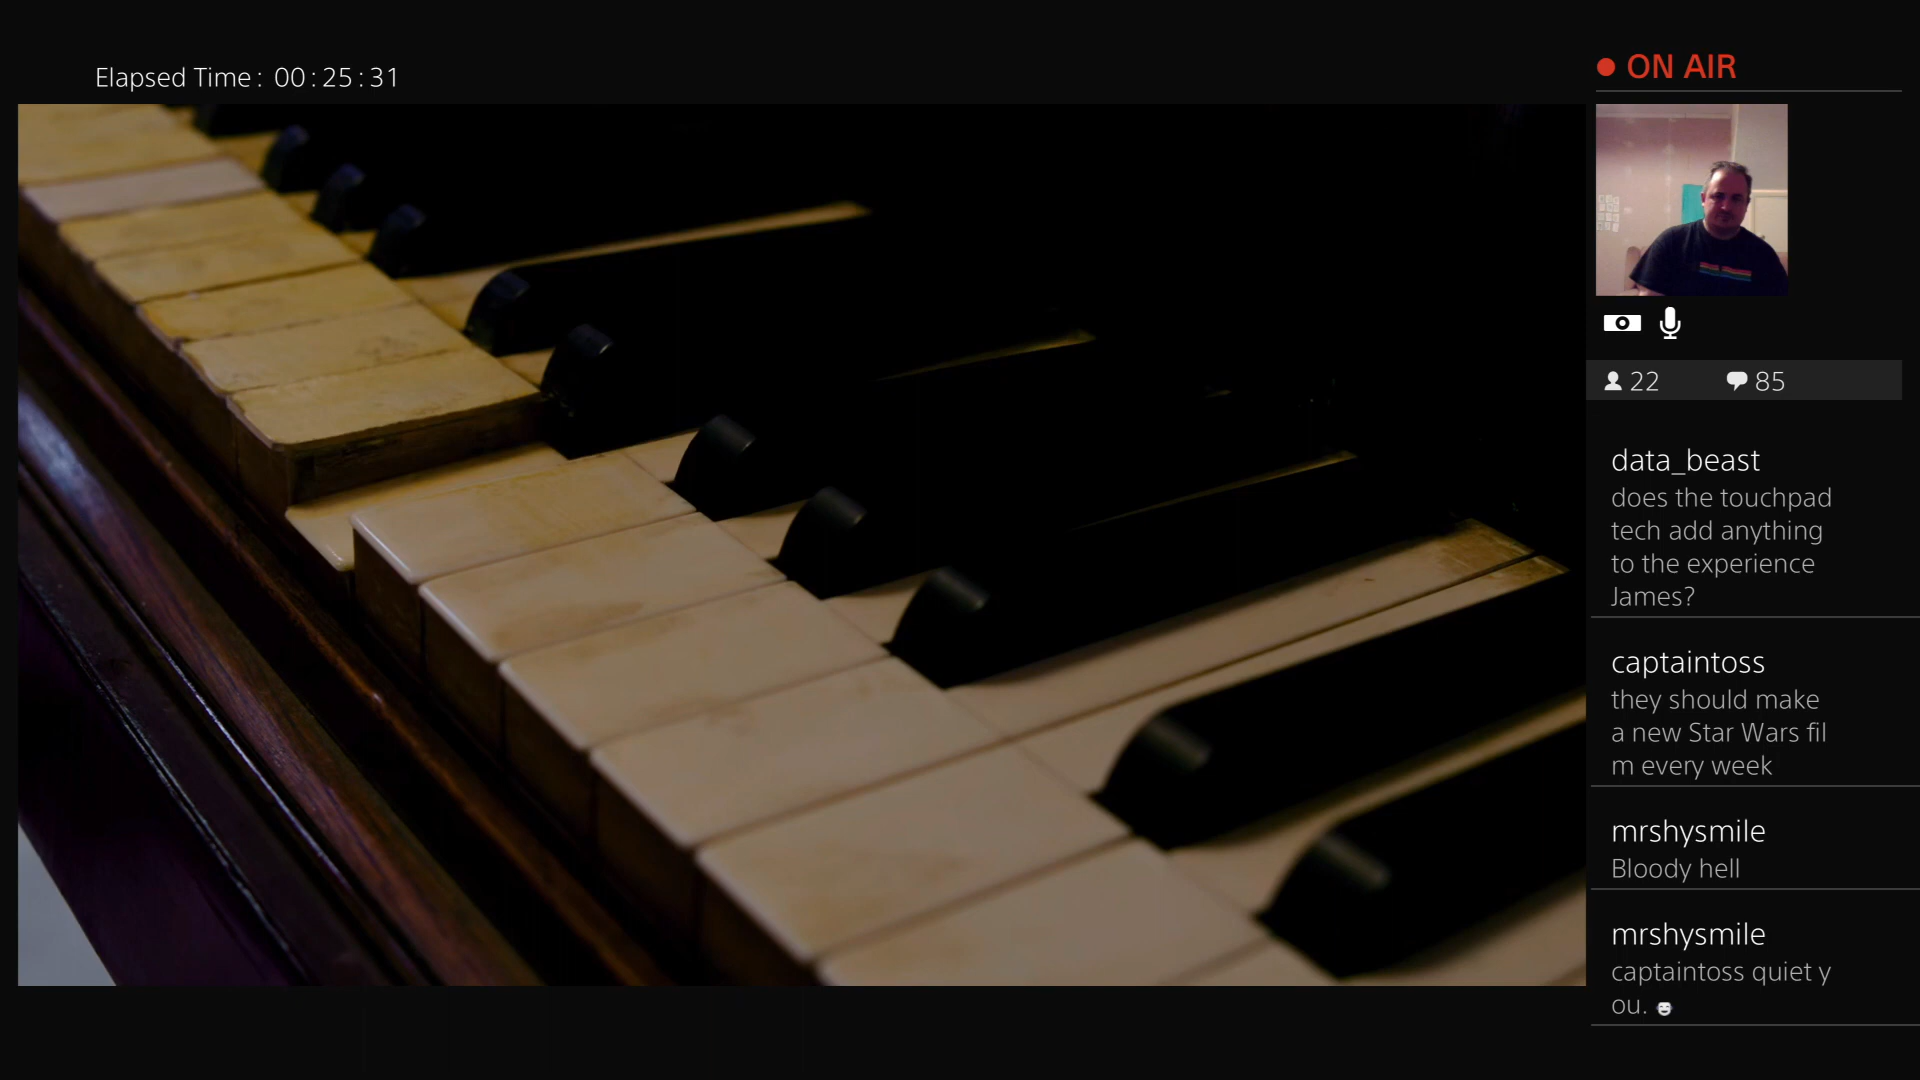 Elapsed Time: 00:25:31
ON AIR
22 85
data_beast
does the touchpad
tech add anything
to the experience
James?
captaintoss
they should make
a new Star Wars fil
m every week
mrshysmile
Bloody hell
mrshysmile
captaintoss quiet y
ou.